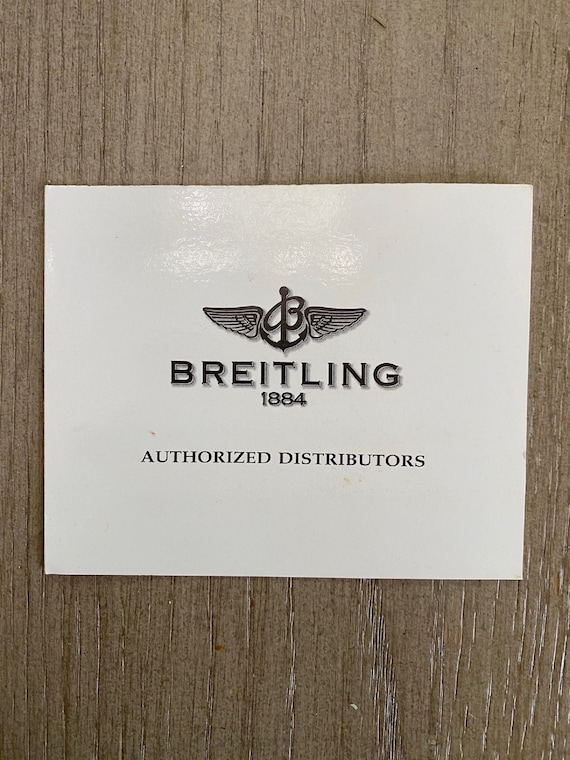 B
BREITLING
1884
AUTHORIZED DISTRIBUTORS